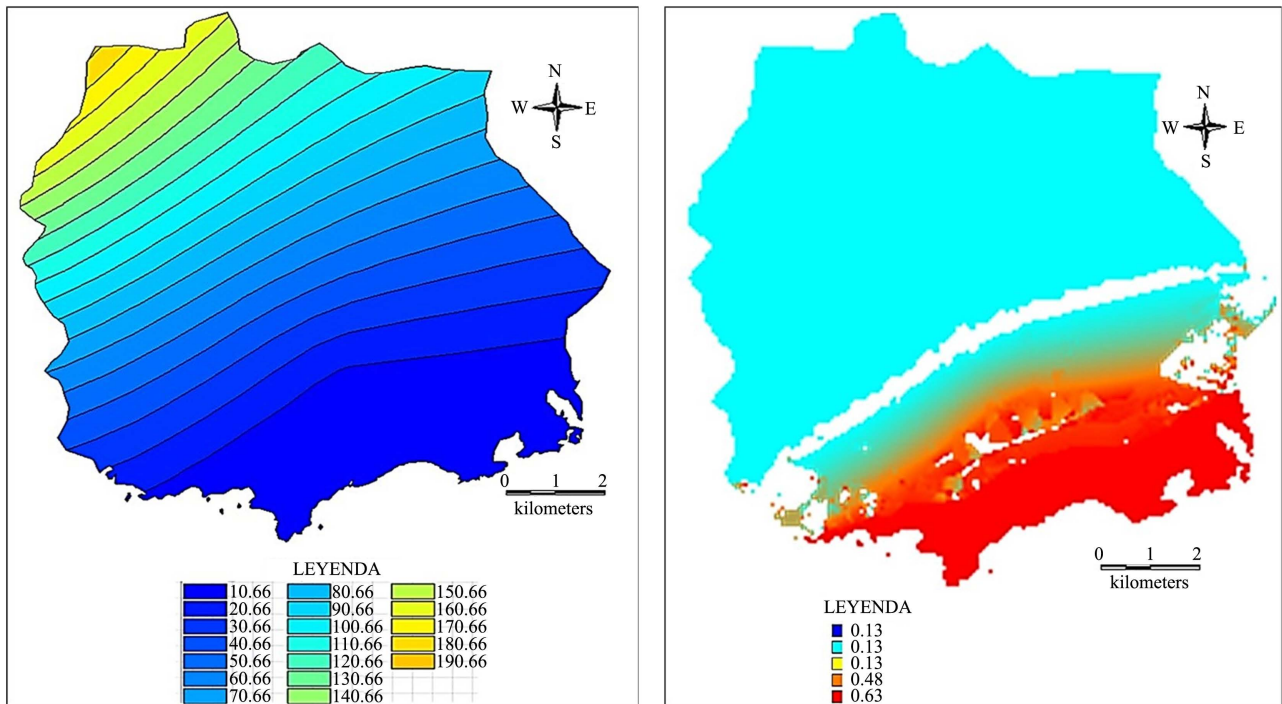 N
W E
S
0 1 2
kilometers
LEYENDA
10.66 80.66 150.66
20.66 90.66 160.66
30.66 100.66 170.66
40.66 110.66 180.66
50.66 120.66 190.66
60.66 130.66
70.66 140.66
N
W E
S
0 1 2
kilometers
LEYENDA
0.13
0.13
0.13
0.48
0.63